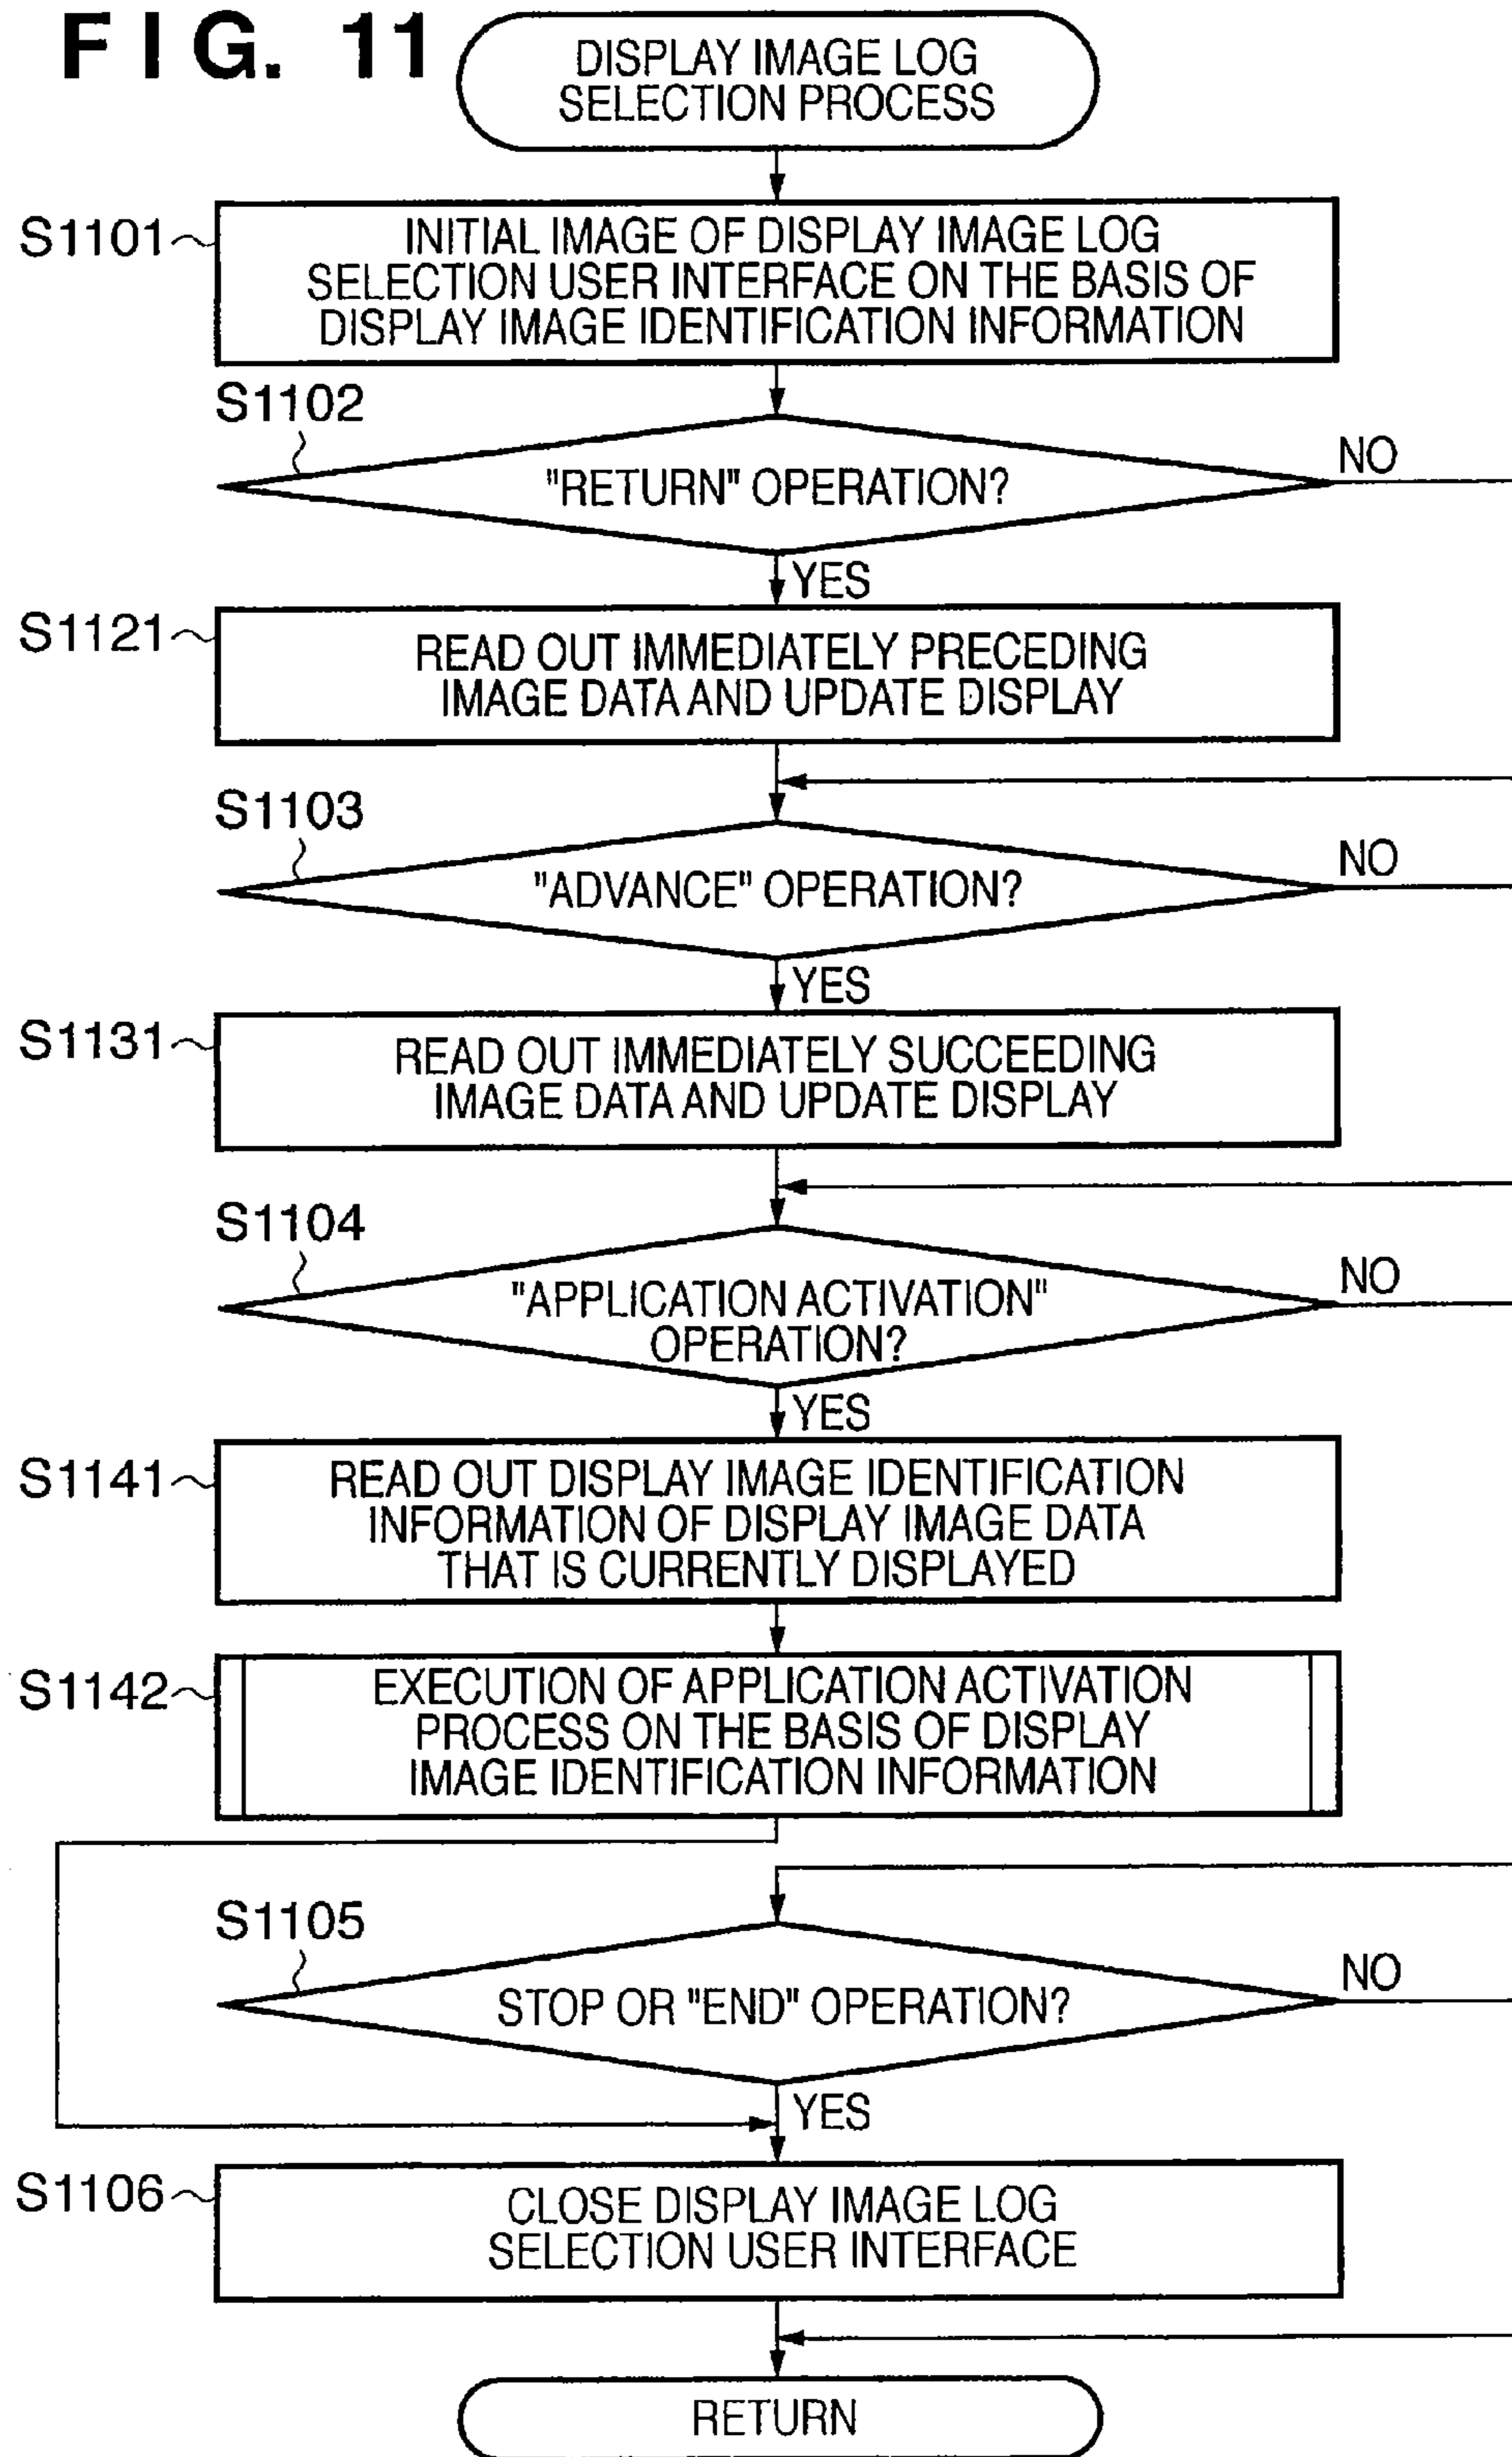 FIG. 11
DISPLAY IMAGE LOG
SELECTION PROCESS
S1101
INITIAL IMAGE OF DISPLAY IMAGE LOG
SELECTION USER INTERFACE ON THE BASIS OF
DISPLAY IMAGE IDENTIFICATION INFORMATION
S1102
"RETURN" OPERATION?
NO
YES
S1121
READ OUT IMMEDIATELY PRECEDING
IMAGE DATA AND UPDATE DISPLAY
S1103
"ADVANCE" OPERATION?
NO
YES
S1131
READ OUT IMMEDIATELY SUCCEEDING
IMAGE DATA AND UPDATE DISPLAY
S1104
"APPLICATION ACTIVATION"
OPERATION?
NO
YES
S1141
READ OUT DISPLAY IMAGE IDENTIFICATION
INFORMATION OF DISPLAY IMAGE DATA
THAT IS CURRENTLY DISPLAYED
S1142
EXECUTION OF APPLICATION ACTIVATION
PROCESS ON THE BASIS OF DISPLAY
IMAGE IDENTIFICATION INFORMATION
S1105
STOP OR "END" OPERATION?
NO
YES
S1106
CLOSE DISPLAY IMAGE LOG
SELECTION USER INTERFACE
RETURN